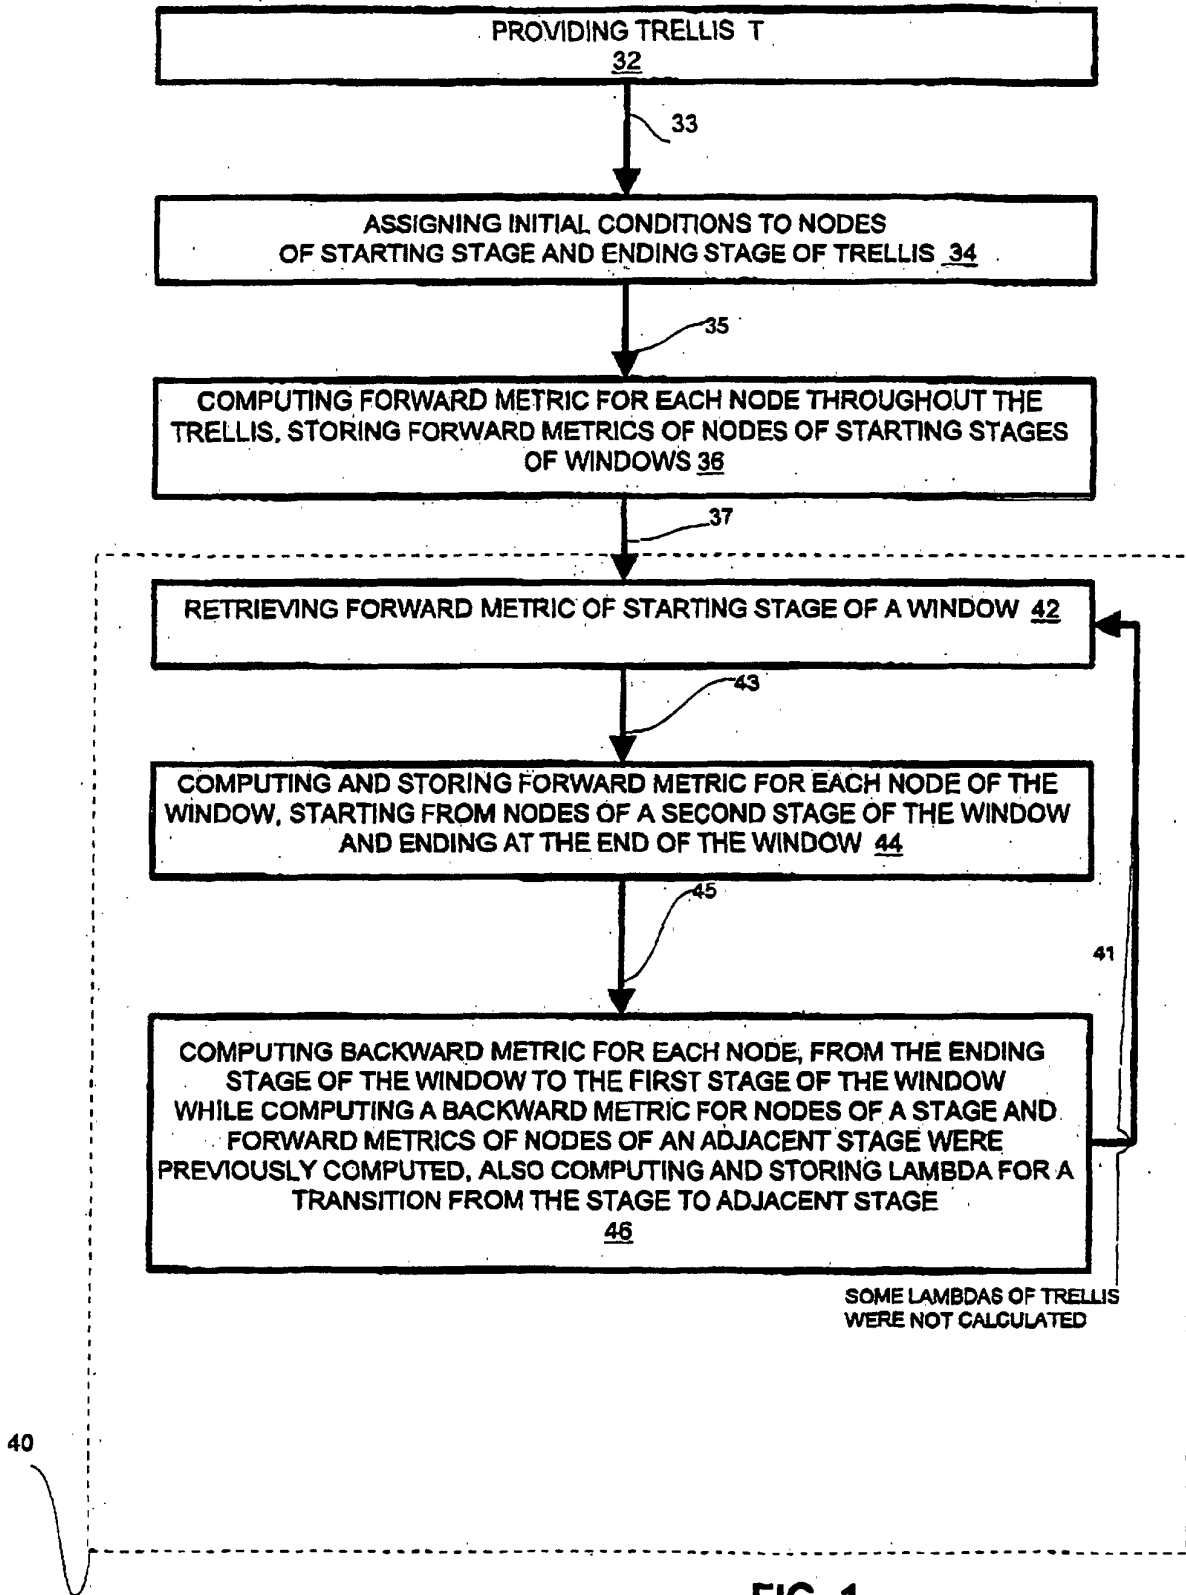 PROVIDING TRELLIS T
32
33
ASSIGNING INITIAL CONDITIONS TO NODES
OF STARTING STAGE AND ENDING STAGE OF TRELLIS 34
35
COMPUTING FORWARD METRIC FOR EACH NODE THROUGHOUT THE
TRELLIS, STORING FORWARD METRICS OF NODES OF STARTING STAGES
OF WINDOWS 36
37
RETRIEVING FORWARD METRIC OF STARTING STAGE OF A WINDOW 42
43
COMPUTING AND STORING FORWARD METRIC FOR EACH NODE OF THE
WINDOW, STARTING FROM NODES OF A SECOND STAGE OF THE WINDOW
AND ENDING AT THE END OF THE WINDOW 44
45
41
COMPUTING BACKWARD METRIC FOR EACH NODE, FROM THE ENDING
STAGE OF THE WINDOW TO THE FIRST STAGE OF THE WINDOW
WHILE COMPUTING A BACKWARD METRIC FOR NODES OF A STAGE AND
FORWARD METRICS OF NODES OF AN ADJACENT STAGE WERE
PREVIOUSLY COMPUTED, ALSO COMPUTING AND STORING LAMBDA FOR A
TRANSITION FROM THE STAGE TO ADJACENT STAGE
46
SOME LAMBDAS OF TRELLIS
WERE NOT CALCULATED
40
FIG. 1